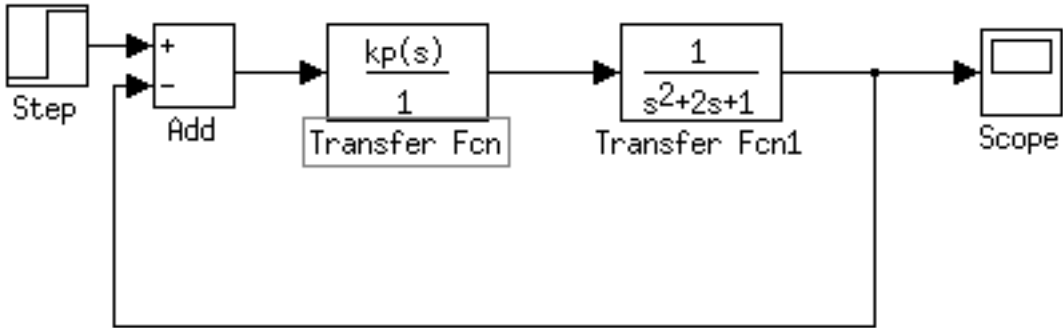 +
−
kp(s)
1
1
s²+2s+1
Step
Add
Transfer Fcn
Transfer Fcn1
Scope